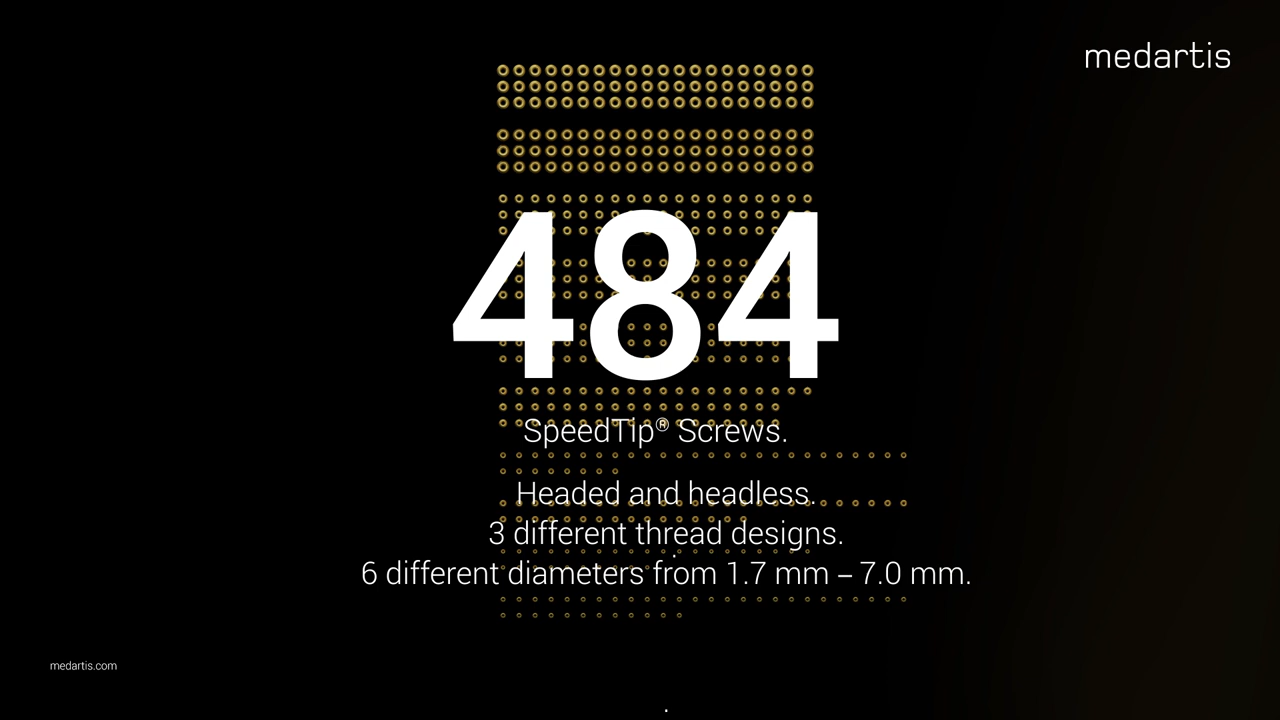 medartis
484
SpeedTip® Screws.
Headed and headless.
3 different thread designs.
6 different diameters from 1.7 mm – 7.0 mm.
medartis.com